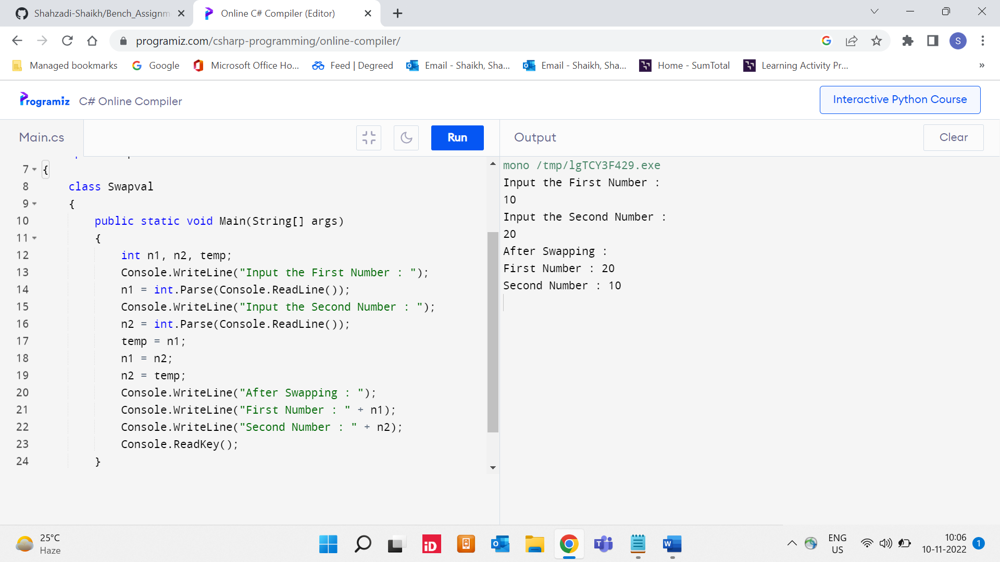 Shahzadi-Shaikh/Bench_Assignm
Online C# Compiler (Editor)
programiz.com/csharp-programming/online-compiler/
S
Managed bookmarks
Google
Microsoft Office Ho...
Feed | Degreed
Email - Shaikh, Sha...
Email - Shaikh, Sha...
Home - SumTotal
Learning Activity Pr...
»
Programiz
C# Online Compiler
Interactive Python Course
Main.cs
Run
Output
Clear
7 {
8 class Swapval
9 {
10 public static void Main(String[] args)
11 {
12 int n1, n2, temp;
13 Console.WriteLine("Input the First Number : ");
14 n1 = int.Parse(Console.ReadLine());
15 Console.WriteLine("Input the Second Number : ");
16 n2 = int.Parse(Console.ReadLine());
17 temp = n1;
18 n1 = n2;
19 n2 = temp;
20 Console.WriteLine("After Swapping : ");
21 Console.WriteLine("First Number : " + n1);
22 Console.WriteLine("Second Number : " + n2);
23 Console.ReadKey();
24 }
mono /tmp/lgTCY3F429.exe
Input the First Number :
10
Input the Second Number :
20
After Swapping :
First Number : 20
Second Number : 10
25°C
Haze
iD
ENG
US
10:06
10-11-2022
1